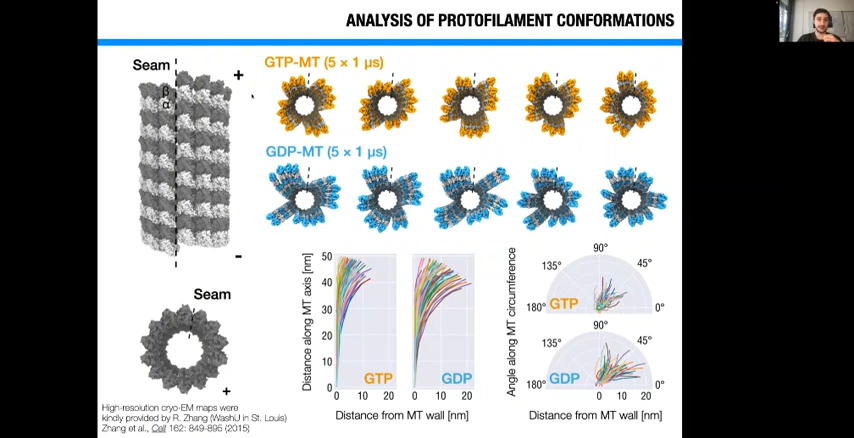 ANALYSIS OF PROTOFILAMENT CONFORMATIONS
Seam
+
β
α
-
GTP-MT (5 × 1 μs)
GDP-MT (5 × 1 μs)
Seam
+
High-resolution cryo-EM maps were
kindly provided by R. Zhang (WashU in St. Louis)
Zhang et al., Cell 162: 849-895 (2015)
Distance along MT axis [nm]
50
40
30
20
10
0
GTP
GDP
0 10 20
0 10 20
Distance from MT wall [nm]
Angle along MT circumference
90°
135° 45°
180° 0°
GTP
90°
135° 45°
180° 0°
GDP
0 10 20
Distance from MT wall [nm]